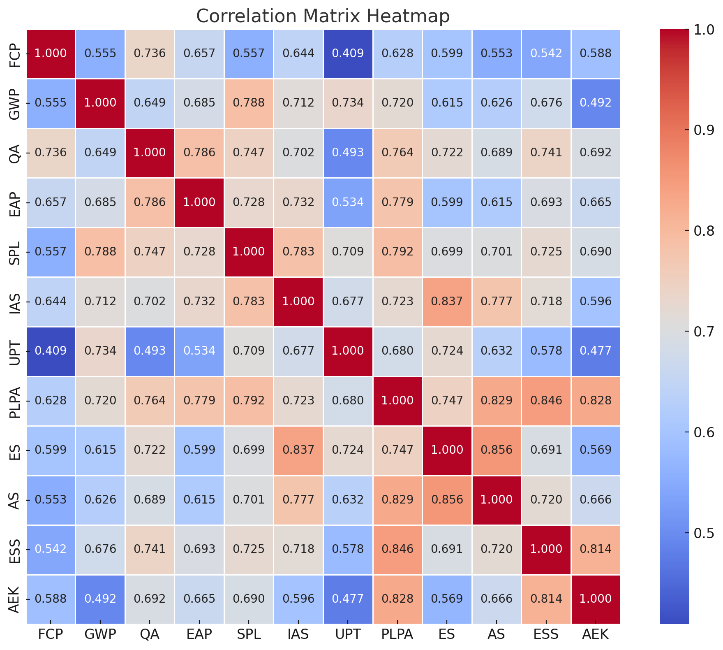 Correlation Matrix Heatmap
FCP 1.000 0.555 0.736 0.657 0.557 0.644 0.409 0.628 0.599 0.553 0.542 0.588
GWP 0.555 1.000 0.649 0.685 0.788 0.712 0.734 0.720 0.615 0.626 0.676 0.492
QA 0.736 0.649 1.000 0.786 0.747 0.702 0.493 0.764 0.722 0.689 0.741 0.692
EAP 0.657 0.685 0.786 1.000 0.728 0.732 0.534 0.779 0.599 0.615 0.693 0.665
SPL 0.557 0.788 0.747 0.728 1.000 0.783 0.709 0.792 0.699 0.701 0.725 0.690
IAS 0.644 0.712 0.702 0.732 0.783 1.000 0.677 0.723 0.837 0.777 0.718 0.596
UPT 0.409 0.734 0.493 0.534 0.709 0.677 1.000 0.680 0.724 0.632 0.578 0.477
PLPA 0.628 0.720 0.764 0.779 0.792 0.723 0.680 1.000 0.747 0.829 0.846 0.828
ES 0.599 0.615 0.722 0.599 0.699 0.837 0.724 0.747 1.000 0.856 0.691 0.569
AS 0.553 0.626 0.689 0.615 0.701 0.777 0.632 0.829 0.856 1.000 0.720 0.666
ESS 0.542 0.676 0.741 0.693 0.725 0.718 0.578 0.846 0.691 0.720 1.000 0.814
AEK 0.588 0.492 0.692 0.665 0.690 0.596 0.477 0.828 0.569 0.666 0.814 1.000
FCP GWP QA EAP SPL IAS UPT PLPA ES AS ESS AEK
1.0
0.9
0.8
0.7
0.6
0.5